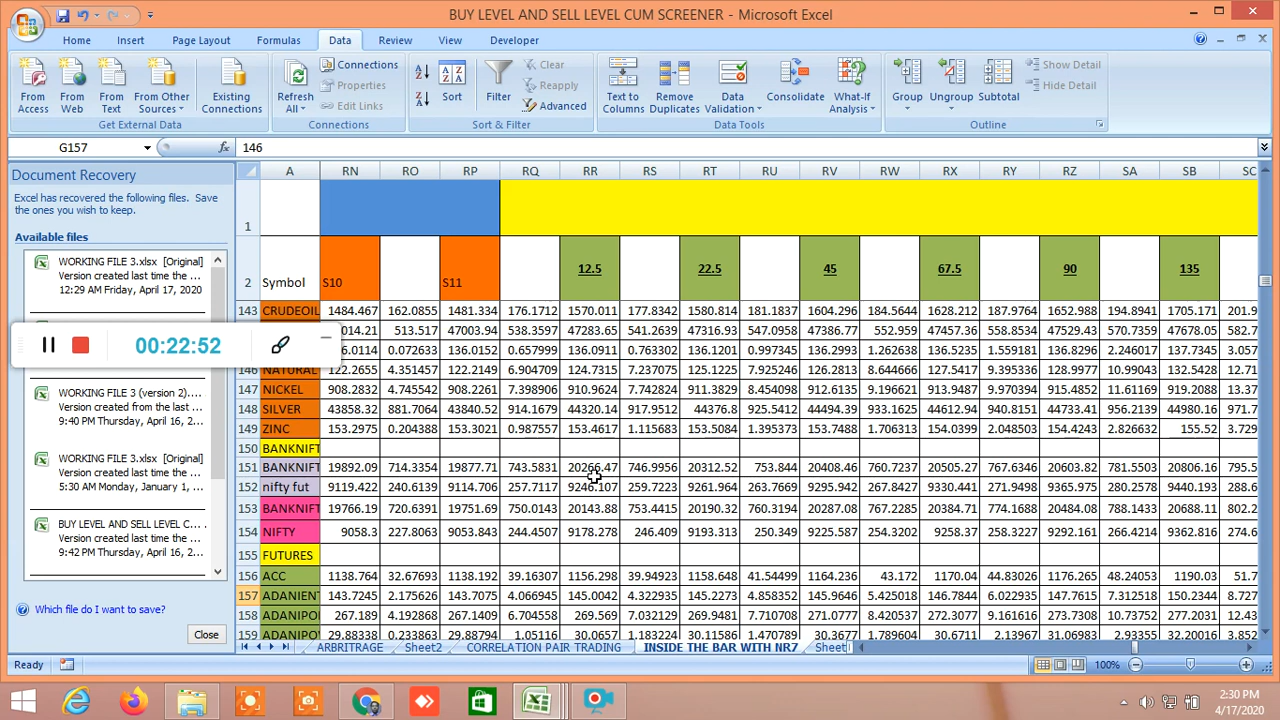 BUY LEVEL AND SELL LEVEL CUM SCREENER - Microsoft Excel
Home Insert Page Layout Formulas Data Review View Developer
From Access
From Web
From Text
From Other Sources
Existing Connections
Get External Data
Refresh All
Connections
Properties
Edit Links
Connections
Sort
Filter
Clear
Reapply
Advanced
Sort & Filter
Text to Columns
Remove Duplicates
Data Validation
Consolidate
What-If Analysis
Data Tools
Group
Ungroup
Subtotal
Show Detail
Hide Detail
Outline
G157 fx 146
Document Recovery
Excel has recovered the following files. Save the ones you wish to keep.
Available files
WORKING FILE 3.xlsx [Original]
Version created last time the ...
12:29 AM Friday, April 17, 2020
00:22:52
WORKING FILE 3 (version 2)....
Version created from the last ...
9:40 PM Thursday, April 16, 2...
WORKING FILE 3.xlsx [Original]
Version created last time the ...
5:30 AM Monday, January 1, ...
BUY LEVEL AND SELL LEVEL C...
Version created last time the ...
9:42 PM Thursday, April 16, 2...
Which file do I want to save?
Close
A RN RO RP RQ RR RS RT RU RV RW RX RY RZ SA SB SC
1
2 Symbol S10 S11 12.5 22.5 45 67.5 90 135
143 CRUDEOIL 1484.467 162.0855 1481.334 176.1712 1570.011 177.8342 1580.814 181.1837 1604.296 184.5644 1628.212 187.9764 1652.988 194.8941 1705.171 201.9
014.21 513.517 47003.94 538.3597 47283.65 541.2639 47316.93 547.0958 47386.77 552.959 47457.36 558.8534 47529.43 570.7359 47678.05 582.7
6.0114 0.072633 136.0152 0.657999 136.0911 0.763302 136.1201 0.997345 136.2993 1.262638 136.5235 1.559181 136.8296 2.246017 137.7345 3.057
146 NATURAL 122.2655 4.351457 122.2149 6.904709 124.7315 7.237075 125.1225 7.925246 126.2813 8.644666 127.5417 9.395336 128.9977 10.99043 132.5428 12.71
147 NICKEL 908.2832 4.745542 908.2261 7.398906 910.9624 7.742824 911.3529 8.454098 912.6135 9.196621 913.9487 9.970394 915.4852 11.61169 919.2088 13.37
148 SILVER 43858.32 881.7064 43840.52 914.1679 44320.14 917.9512 44376.8 925.5412 44494.39 933.1625 44612.94 940.8151 44733.41 956.2139 44980.16 971.7
149 ZINC 153.2975 0.204388 153.3021 0.987557 153.4617 1.115683 153.5084 1.395373 153.7488 1.706313 154.0399 2.048503 154.4243 2.826632 155.52 3.729
150 BANKNIFT
151 BANKNIFT 19892.09 714.3354 19877.71 743.5831 20266.47 746.9956 20312.52 753.844 20408.46 760.7237 20505.27 767.6346 20603.82 781.5503 20806.16 795.5
152 nifty fut 9119.422 240.6139 9114.706 257.7117 9246.107 259.7223 9261.964 263.7669 9295.942 267.8427 9330.441 271.9498 9365.975 280.2578 9440.193 288.6
153 BANKNIFT 19766.19 720.6391 19751.69 750.0143 20143.88 753.4415 20190.32 760.3194 20287.08 767.2285 20384.71 774.1688 20484.08 788.1433 20688.11 802.2
154 NIFTY 9058.3 227.8063 9053.843 244.4507 9178.278 246.409 9193.313 250.349 9225.587 254.3202 9258.37 258.3227 9292.161 266.4802 9362.816 274.6
155 FUTURES
156 ACC 1138.764 32.67693 1138.192 39.16307 1156.298 39.94923 1158.648 41.54499 1164.236 43.172 1170.04 44.83026 1176.265 48.24053 1190.03 51.7
157 ADANIENT 143.7245 2.175626 143.7075 4.066945 145.0042 4.322935 145.2273 4.858352 145.9646 5.425018 146.7844 6.022935 147.7615 7.312518 150.2344 8.727
158 ADANIPO 267.189 4.192868 267.1409 6.704558 269.569 7.032129 269.9481 7.710708 271.0777 8.420537 272.3077 9.161616 273.7308 10.73751 277.2031 12.43
159 ADANIPO 29.88338 0.233863 29.88794 1.05116 30.0657 1.183224 30.11586 1.470789 30.3677 1.789604 30.6711 2.13967 31.06983 2.93355 32.20016 3.852
ARBITRAGE Sheet2 CORRELATION PAIR TRADING INSIDE THE BAR WITH NR7 Sheet
Ready 100%
2:30 PM
4/17/2020